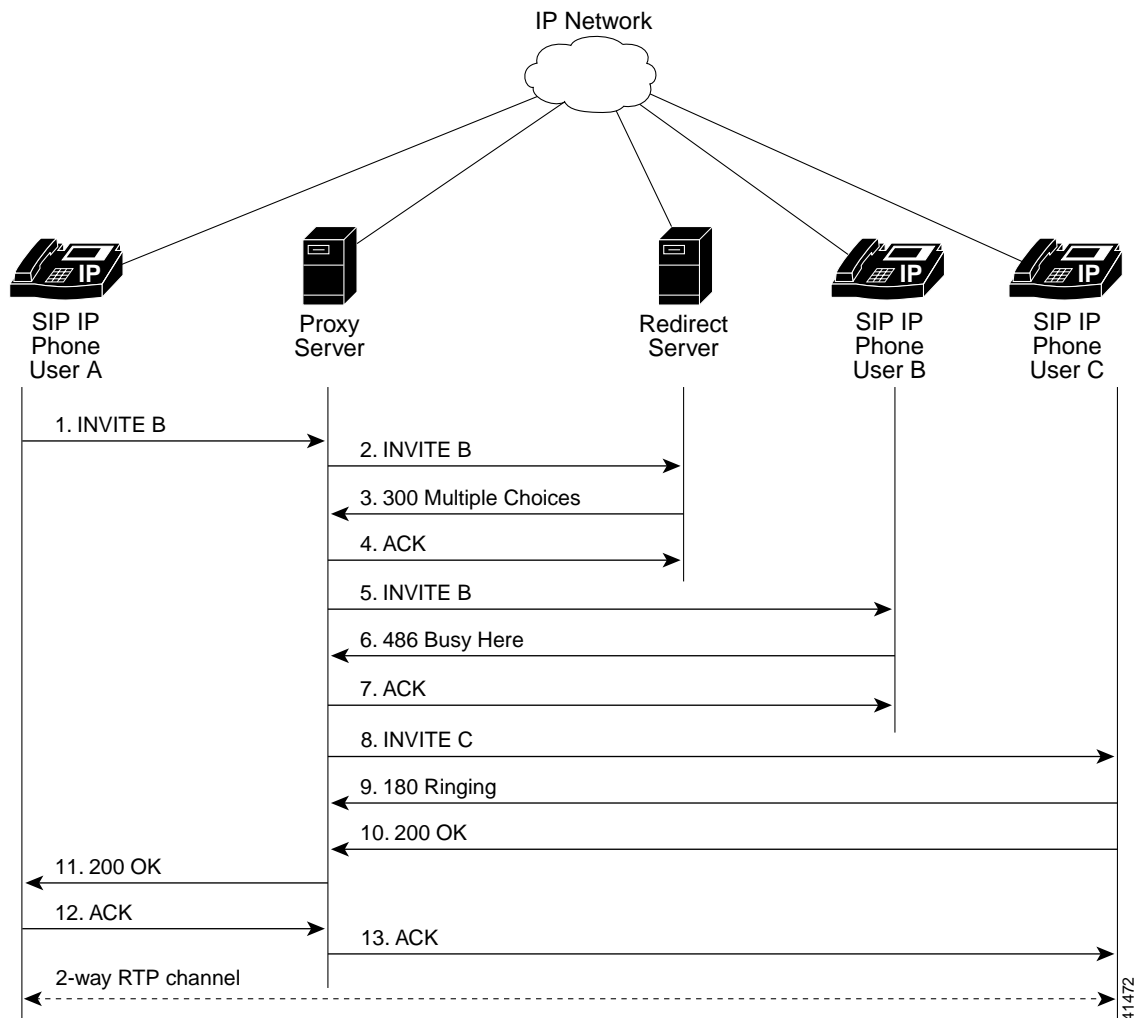 IP Network
IP
IP
IP
SIP IP
Phone
User A
Proxy
Server
Redirect
Server
SIP IP
Phone
User B
SIP IP
Phone
User C
1. INVITE B
2. INVITE B
3. 300 Multiple Choices
4. ACK
5. INVITE B
6. 486 Busy Here
7. ACK
8. INVITE C
9. 180 Ringing
10. 200 OK
11. 200 OK
12. ACK
13. ACK
2-way RTP channel
41472